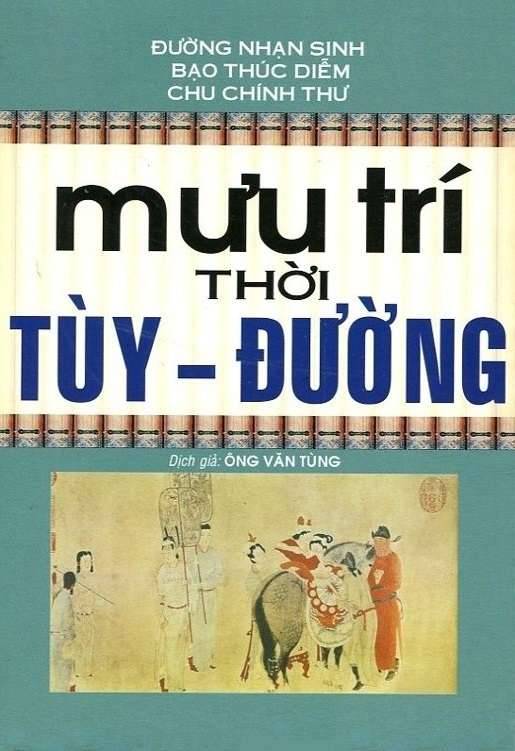 ĐƯỜNG NHẠN SINH
BẠO THÚC DIỄM
CHU CHÍNH THƯ
mưu trí
THỜI
TÙY – ĐƯỜNG
Dịch giả: ÔNG VĂN TÙNG